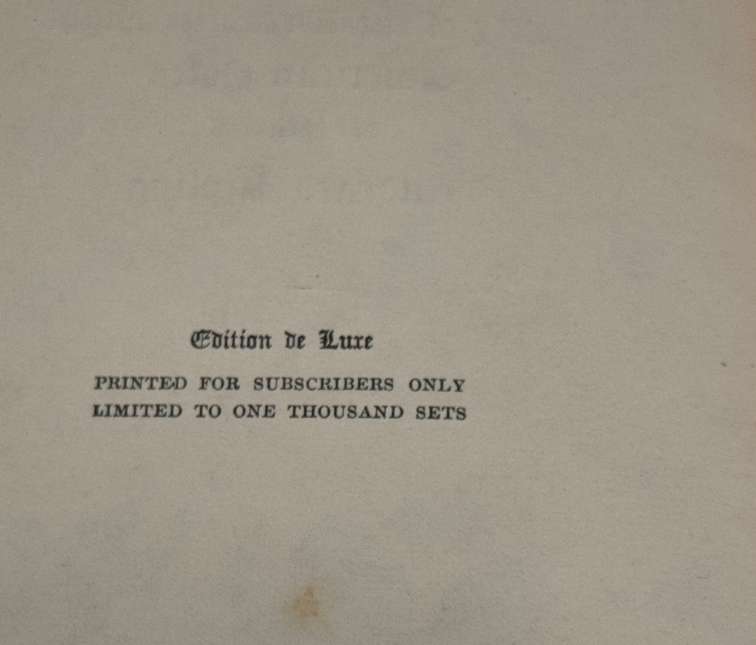 Edition de Luxe
PRINTED FOR SUBSCRIBERS ONLY
LIMITED TO ONE THOUSAND SETS